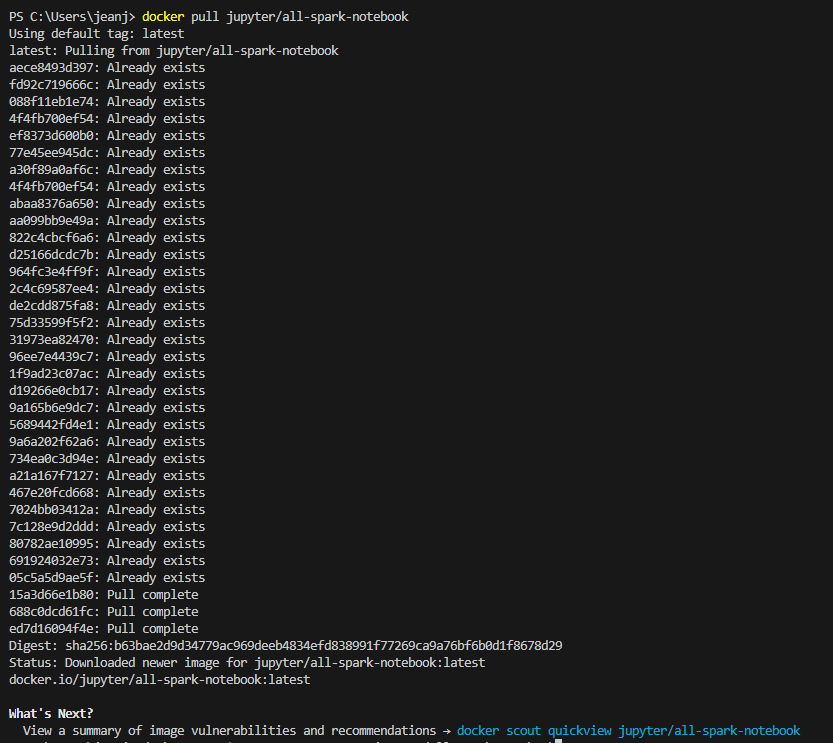 PS C:\Users\jeanj> docker pull jupyter/all-spark-notebook
Using default tag: latest
latest: Pulling from jupyter/all-spark-notebook
aece8493d397: Already exists
fd92c719666c: Already exists
088f11eb1e74: Already exists
4f4fb700ef54: Already exists
ef8373d600b0: Already exists
77e45ee945dc: Already exists
a30f89a0af6c: Already exists
4f4fb700ef54: Already exists
abaa8376a650: Already exists
aa099bb9e49a: Already exists
822c4cbcf6a6: Already exists
d25166dcdc7b: Already exists
964fc3e4ff9f: Already exists
2c4c69587ee4: Already exists
de2cdd875fa8: Already exists
75d33599f5f2: Already exists
31973ea82470: Already exists
96ee7e4439c7: Already exists
1f9ad23c07ac: Already exists
d19266e0cb17: Already exists
9a165b6e9dc7: Already exists
5689442fd4e1: Already exists
9a6a202f62a6: Already exists
734ea0c3d94e: Already exists
a21a167f7127: Already exists
467e20fcd668: Already exists
7024bb03412a: Already exists
7c128e9d2ddd: Already exists
80782ae10995: Already exists
691924032e73: Already exists
05c5a5d9ae5f: Already exists
15a3d66e1b80: Pull complete
688c0dcd61fc: Pull complete
ed7d16094f4e: Pull complete
Digest: sha256:b63bae2d9d34779ac969deeb4834efd838991f77269ca9a76bf6b0d1f8678d29
Status: Downloaded newer image for jupyter/all-spark-notebook:latest
docker.io/jupyter/all-spark-notebook:latest
What's Next?
View a summary of image vulnerabilities and recommendations → docker scout quickview jupyter/all-spark-notebook